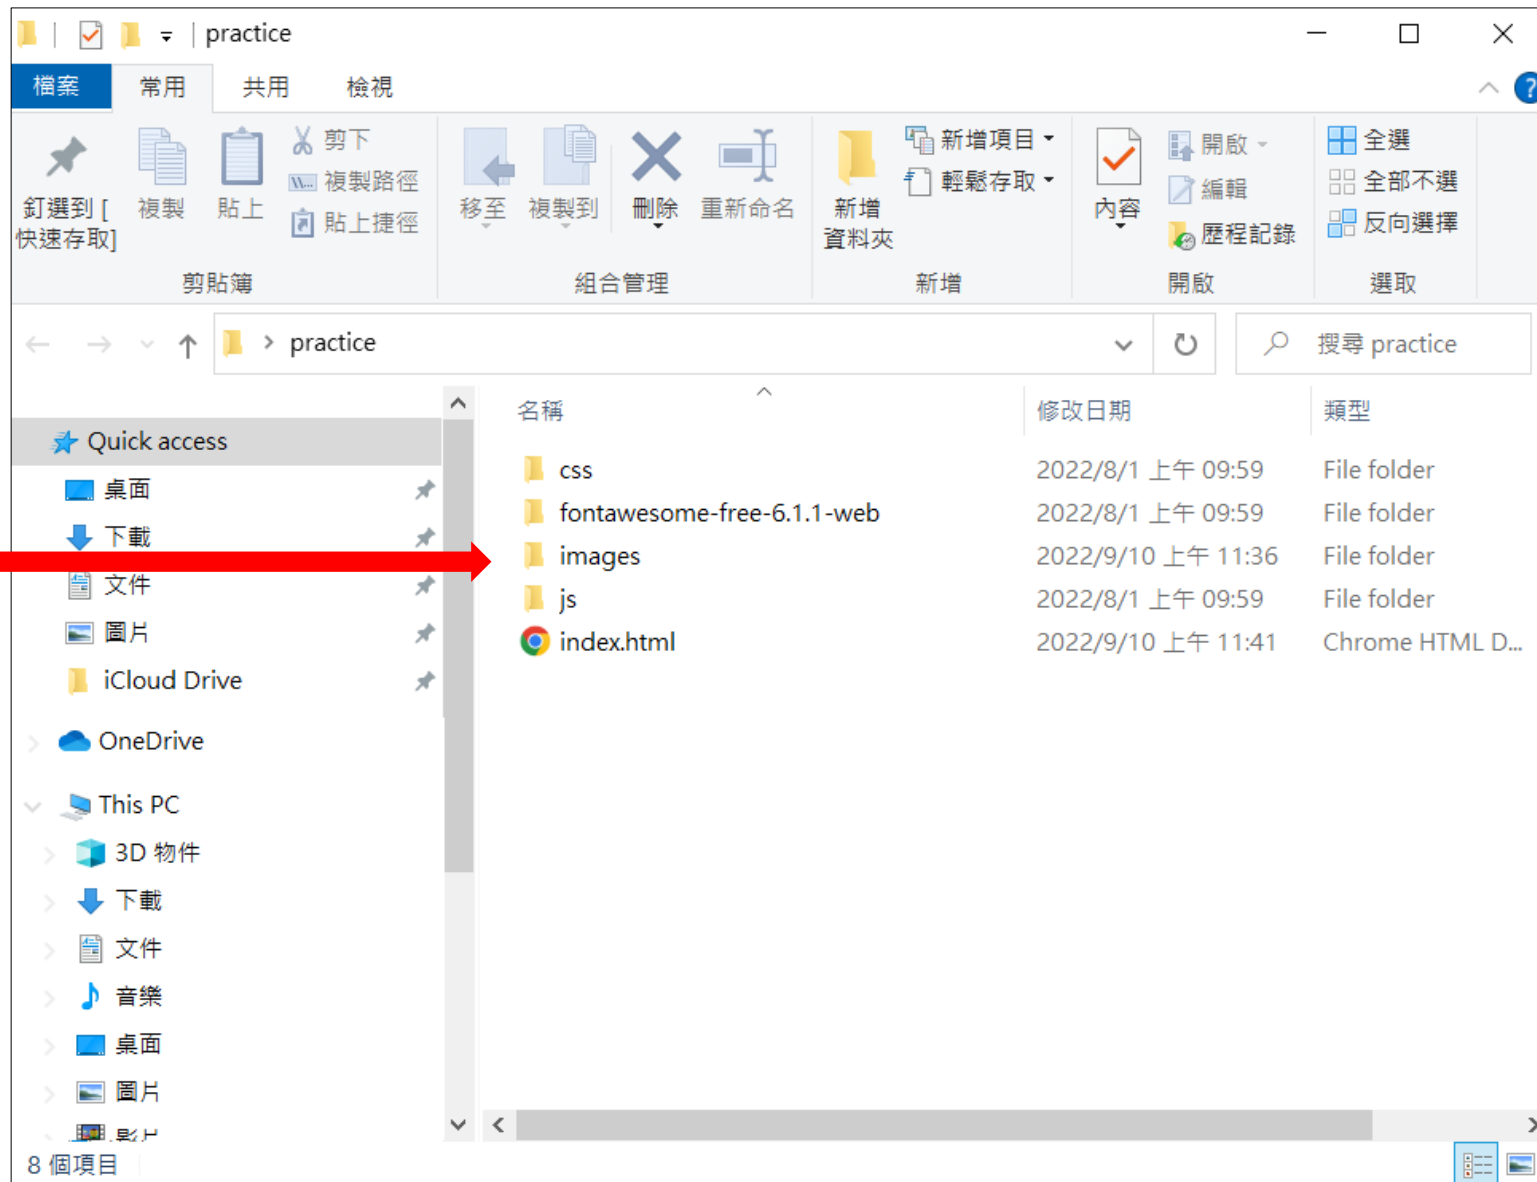 practice
檔案 常用 共用 檢視
釘選到 [
快速存取]
複製
貼上
剪下
複製路徑
貼上捷徑
剪貼簿
移至
複製到
刪除
重新命名
組合管理
新增
資料夾
新增項目
輕鬆存取
新增
內容
開啟
編輯
歷程記錄
開啟
全選
全部不選
反向選擇
選取
practice
搜尋 practice
Quick access
桌面
下載
文件
圖片
iCloud Drive
OneDrive
This PC
3D 物件
下載
文件
音樂
桌面
圖片
影片
名稱 修改日期 類型
css 2022/8/1 上午 09:59 File folder
fontawesome-free-6.1.1-web 2022/8/1 上午 09:59 File folder
images 2022/9/10 上午 11:36 File folder
js 2022/8/1 上午 09:59 File folder
index.html 2022/9/10 上午 11:41 Chrome HTML D...
8 個項目